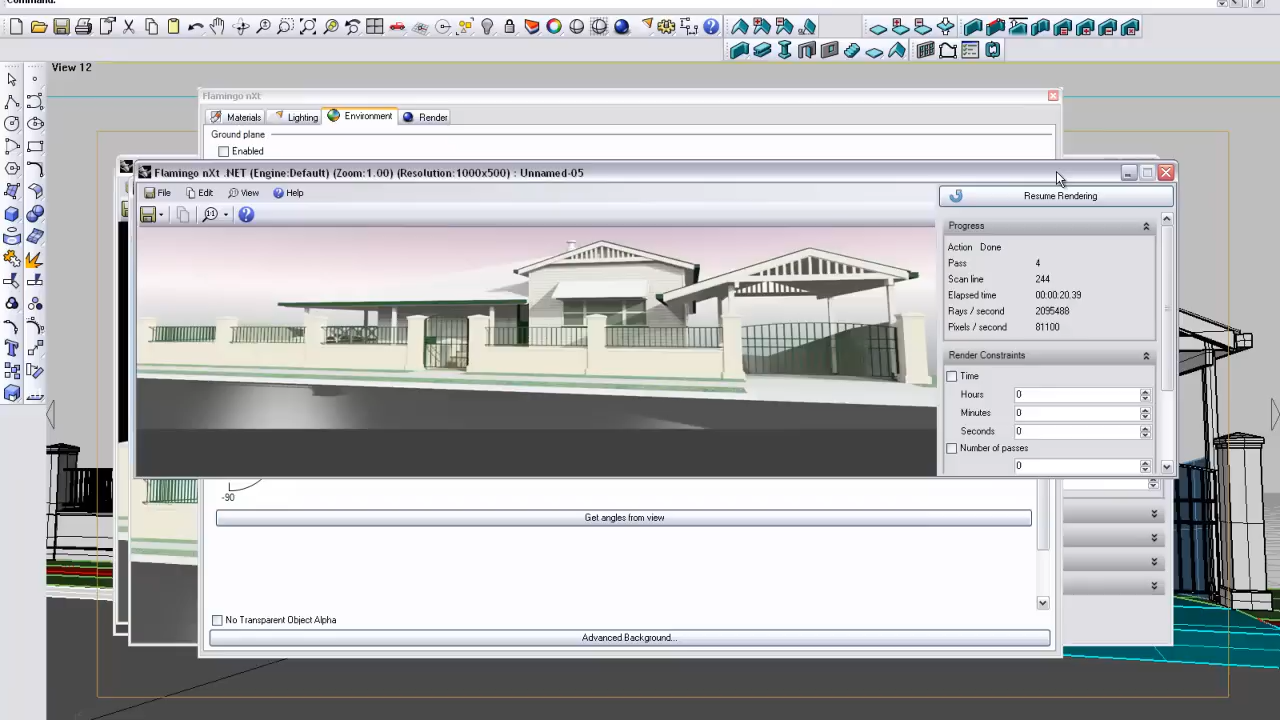 Command:
View 12
Flamingo nXt
Materials
Lighting
Environment
Render
Ground plane
Enabled
Flamingo nXt .NET (Engine:Default) (Zoom:1.00) (Resolution:1000x500) : Unnamed-05
File
Edit
View
Help
Resume Rendering
1:1
Progress
Action Done
Pass 4
Scan line 244
Elapsed time 00:00:20.39
Rays / second 2095488
Pixels / second 81100
Render Constraints
Time
Hours 0
Minutes 0
Seconds 0
Number of passes
0
-90
Get angles from view
No Transparent Object Alpha
Advanced Background...